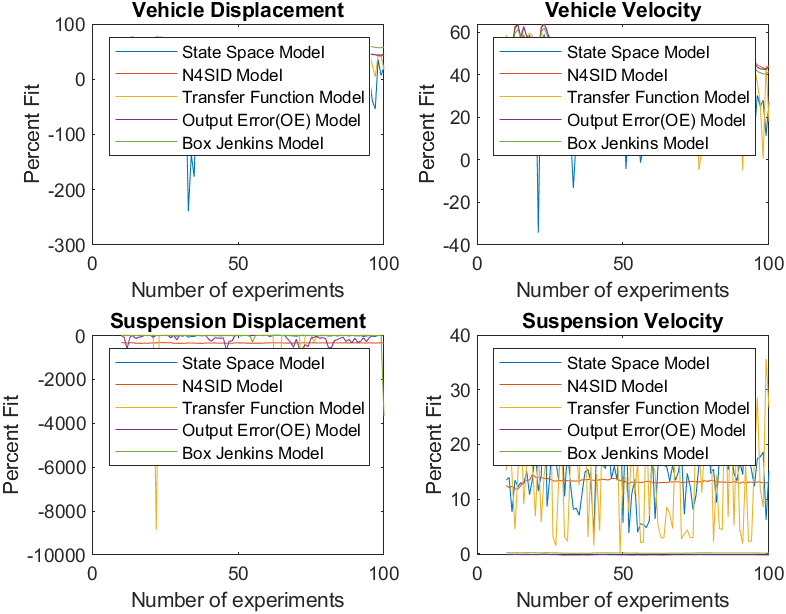 Vehicle Displacement
100
0
-100
-200
-300
Percent Fit
State Space Model
N4SID Model
Transfer Function Model
Output Error(OE) Model
Box Jenkins Model
0
50
100
Number of experiments
Vehicle Velocity
60
40
20
0
-20
-40
Percent Fit
State Space Model
N4SID Model
Transfer Function Model
Output Error(OE) Model
Box Jenkins Model
0
50
100
Number of experiments
Suspension Displacement
0
-2000
-4000
-6000
-8000
-10000
Percent Fit
State Space Model
N4SID Model
Transfer Function Model
Output Error(OE) Model
Box Jenkins Model
0
50
100
Number of experiments
Suspension Velocity
40
30
20
10
0
Percent Fit
State Space Model
N4SID Model
Transfer Function Model
Output Error(OE) Model
Box Jenkins Model
0
50
100
Number of experiments